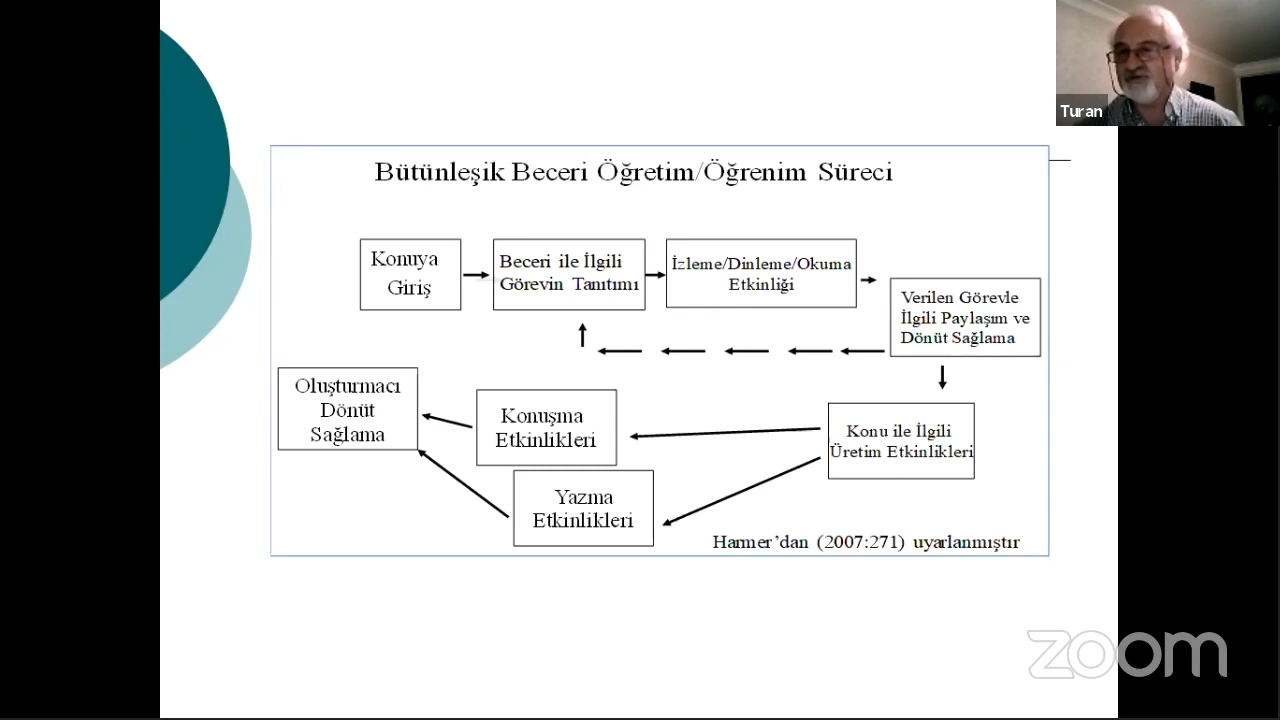 Turan
Bütünleşik Beceri Öğretim/Öğrenim Süreci
Konuya
Giriş
Beceri ile İlgili
Görevin Tanıtımı
İzleme/Dinleme/Okuma
Etkinliği
Verilen Görevle
İlgili Paylaşım ve
Dönüt Sağlama
Oluşturmacı
Dönüt
Sağlama
Konuşma
Etkinlikleri
Konu ile İlgili
Üretim Etkinlikleri
Yazma
Etkinlikleri
Harmer’dan (2007:271) uyarlanmıştır
zoom